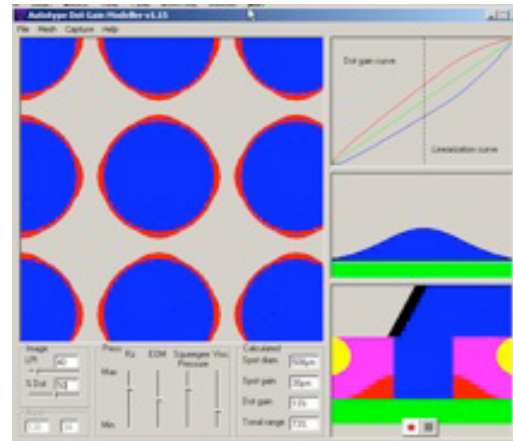 Autotype Dot Gain Modeller v1.15
File Mesh Capture Help
Dot gain curve
Linearization curve
Image
LPI
% Dot 50
Press
Rz EOM Squeegee Pressure Visc.
Max
Min
Calculated
Spot diam.
Spot gain
Dot gain
Tonal range